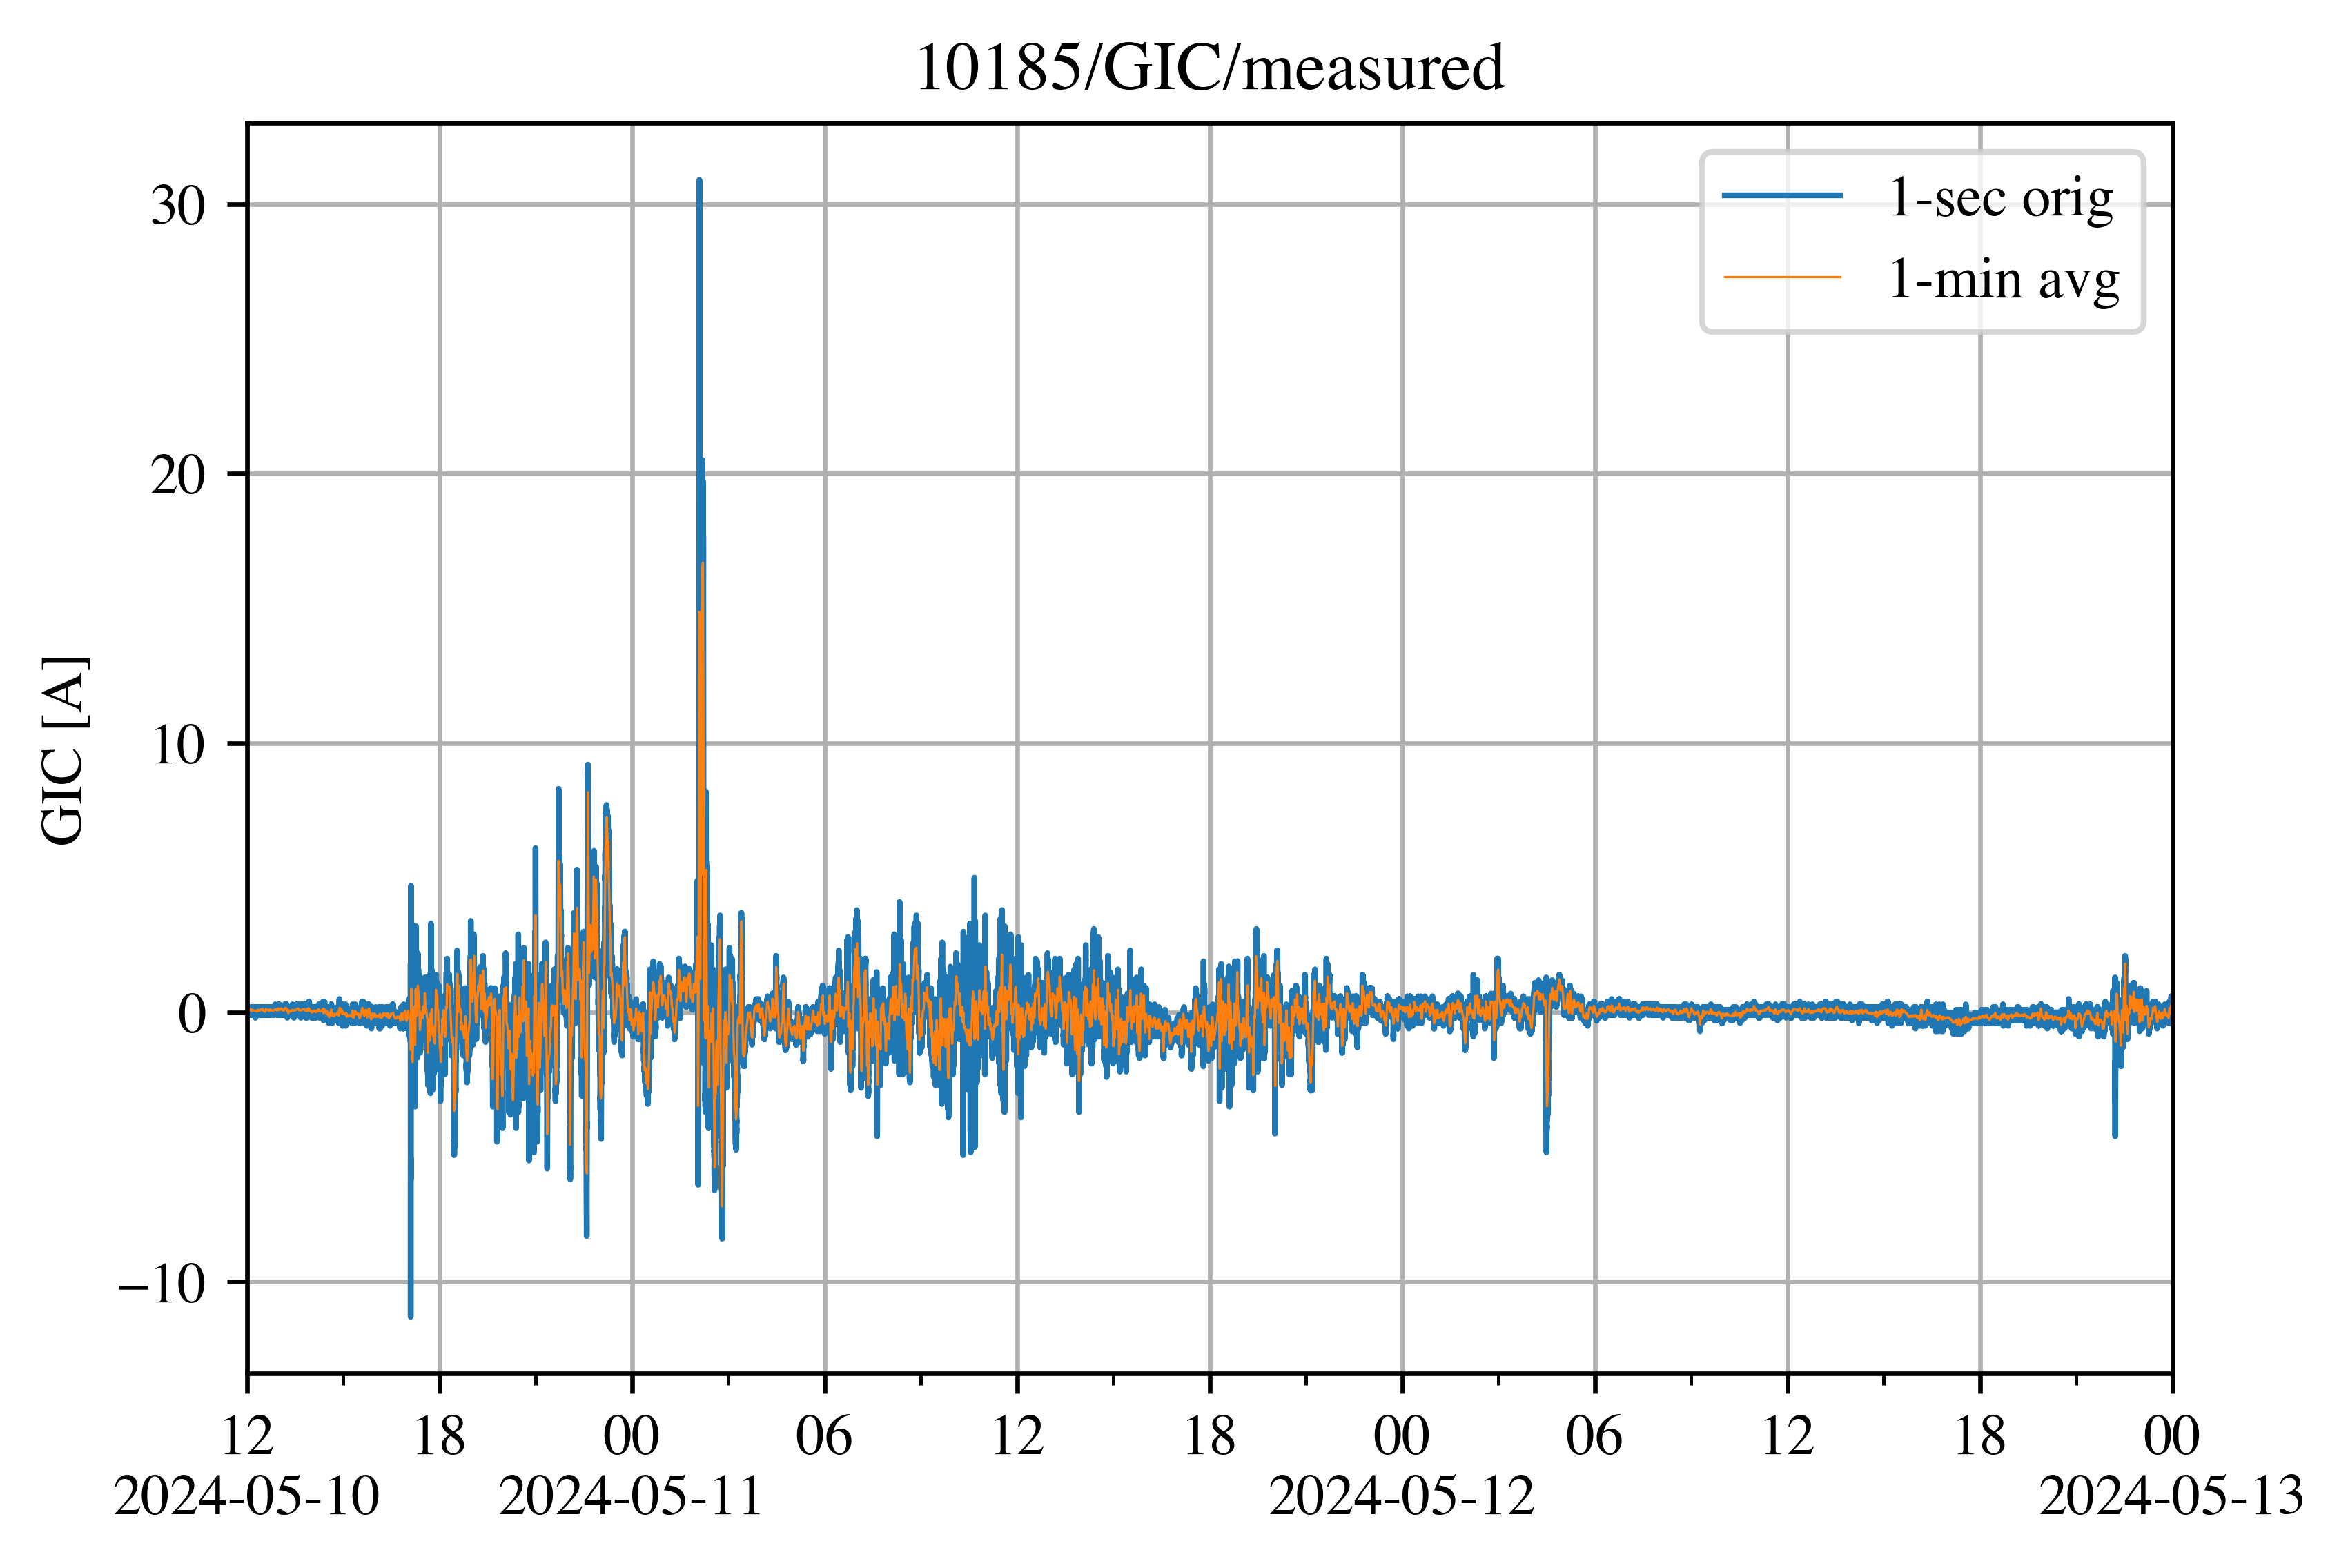 10185/GIC/measured
1-sec orig
1-min avg
30
20
10
0
−10
GIC [A]
12 18 00 06 12 18 00 06 12 18 00
2024-05-10 2024-05-11 2024-05-12 2024-05-13